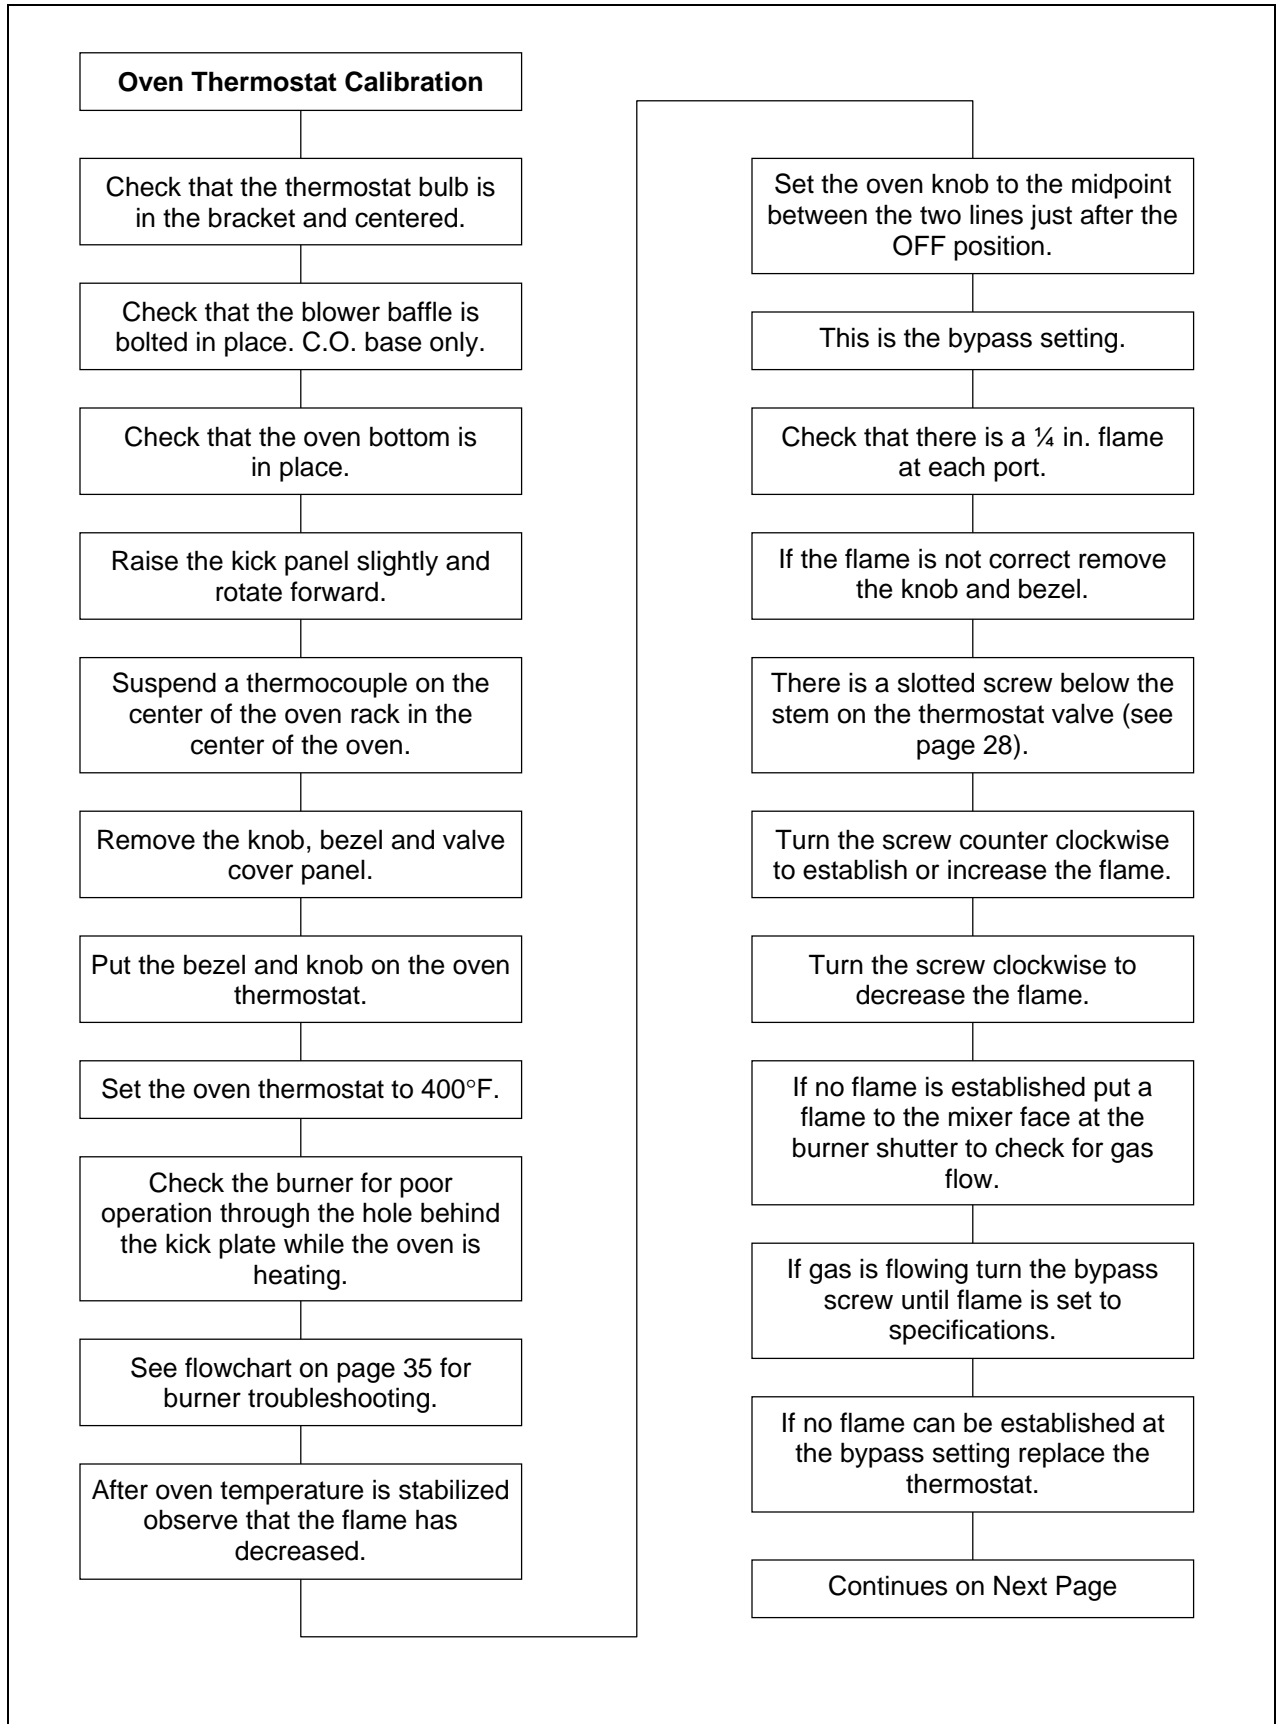 Oven Thermostat Calibration
Check that the thermostat bulb is
in the bracket and centered.
Check that the blower baffle is
bolted in place. C.O. base only.
Check that the oven bottom is
in place.
Raise the kick panel slightly and
rotate forward.
Suspend a thermocouple on the
center of the oven rack in the
center of the oven.
Remove the knob, bezel and valve
cover panel.
Put the bezel and knob on the oven
thermostat.
Set the oven thermostat to 400°F.
Check the burner for poor
operation through the hole behind
the kick plate while the oven is
heating.
See flowchart on page 35 for
burner troubleshooting.
After oven temperature is stabilized
observe that the flame has
decreased.
Set the oven knob to the midpoint
between the two lines just after the
OFF position.
This is the bypass setting.
Check that there is a ¼ in. flame
at each port.
If the flame is not correct remove
the knob and bezel.
There is a slotted screw below the
stem on the thermostat valve (see
page 28).
Turn the screw counter clockwise
to establish or increase the flame.
Turn the screw clockwise to
decrease the flame.
If no flame is established put a
flame to the mixer face at the
burner shutter to check for gas
flow.
If gas is flowing turn the bypass
screw until flame is set to
specifications.
If no flame can be established at
the bypass setting replace the
thermostat.
Continues on Next Page